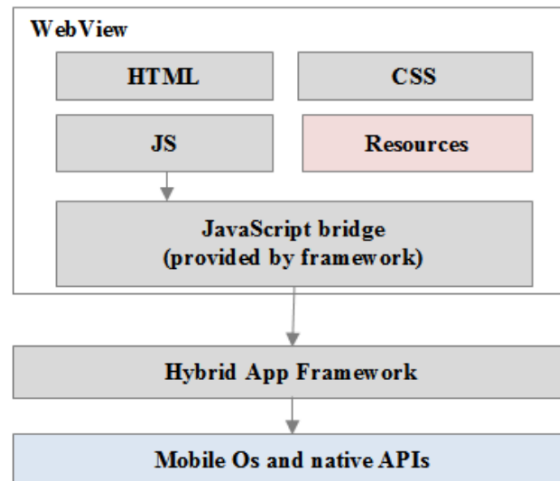 WebView
HTML
CSS
JS
Resources
JavaScript bridge
(provided by framework)
Hybrid App Framework
Mobile Os and native APIs